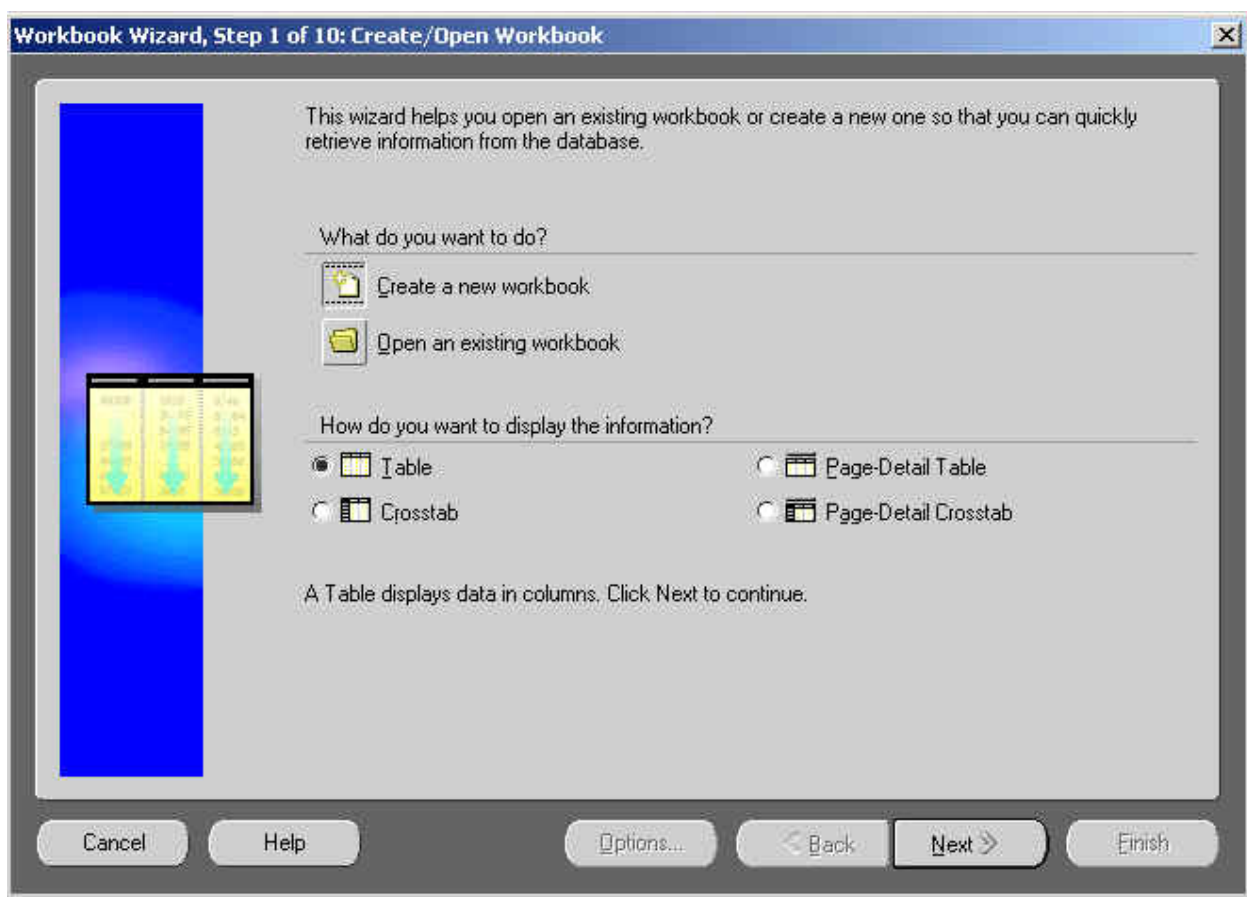 Workbook Wizard, Step 1 of 10: Create/Open Workbook
This wizard helps you open an existing workbook or create a new one so that you can quickly
retrieve information from the database.
What do you want to do?
Create a new workbook
Open an existing workbook
How do you want to display the information?
Table
Page-Detail Table
Crosstab
Page-Detail Crosstab
A Table displays data in columns. Click Next to continue.
Cancel
Help
Options...
Back
Next
Finish